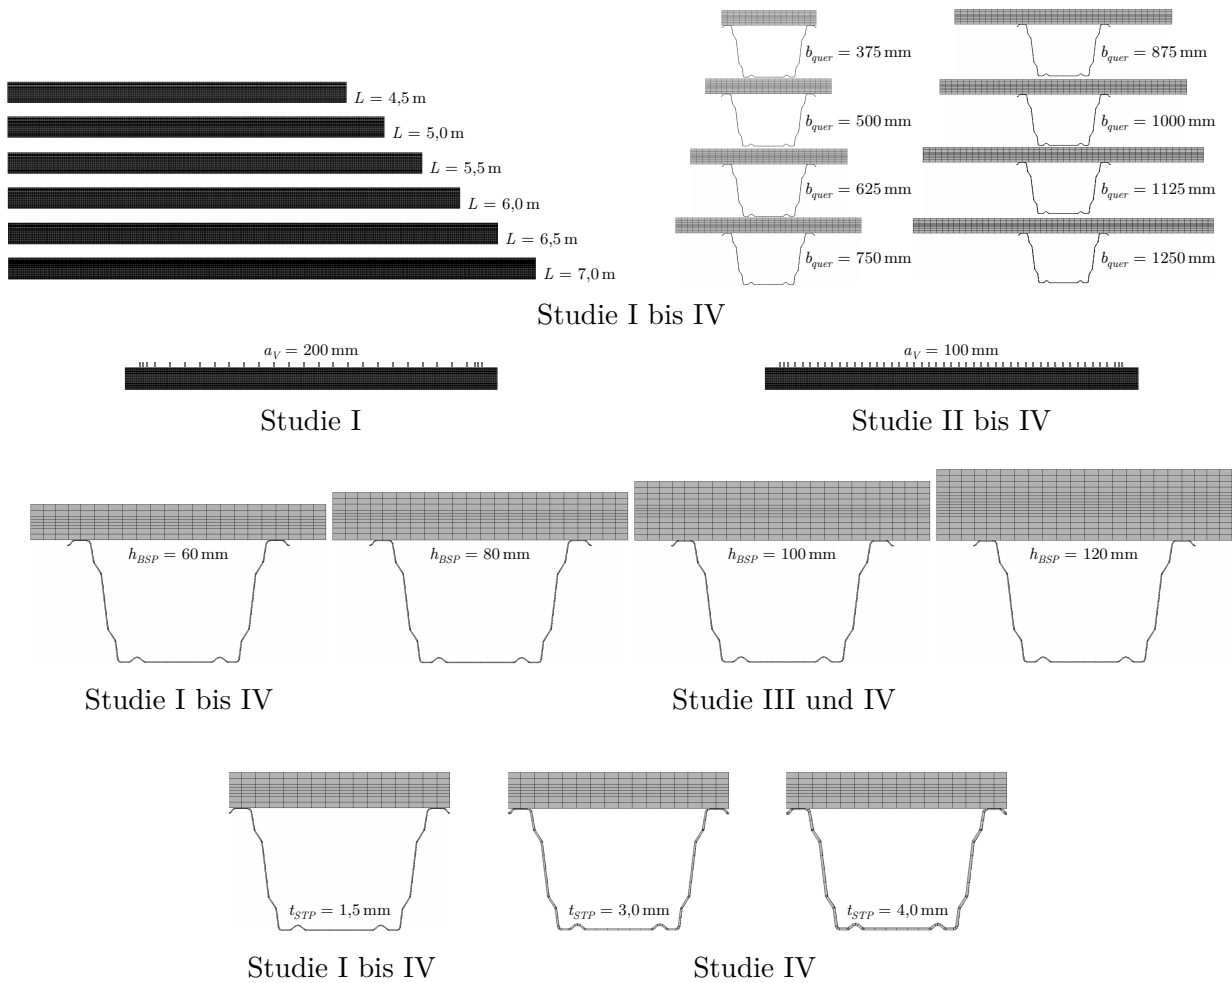 L = 4,5 m
L = 5,0 m
L = 5,5 m
L = 6,0 m
L = 6,5 m
L = 7,0 m
b_quer = 375 mm
b_quer = 500 mm
b_quer = 625 mm
b_quer = 750 mm
b_quer = 875 mm
b_quer = 1000 mm
b_quer = 1125 mm
b_quer = 1250 mm
Studie I bis IV
a_V = 200 mm
Studie I
a_V = 100 mm
Studie II bis IV
h_BSP = 60 mm
h_BSP = 80 mm
h_BSP = 100 mm
h_BSP = 120 mm
Studie I bis IV
Studie III und IV
t_STP = 1,5 mm
t_STP = 3,0 mm
t_STP = 4,0 mm
Studie I bis IV
Studie IV